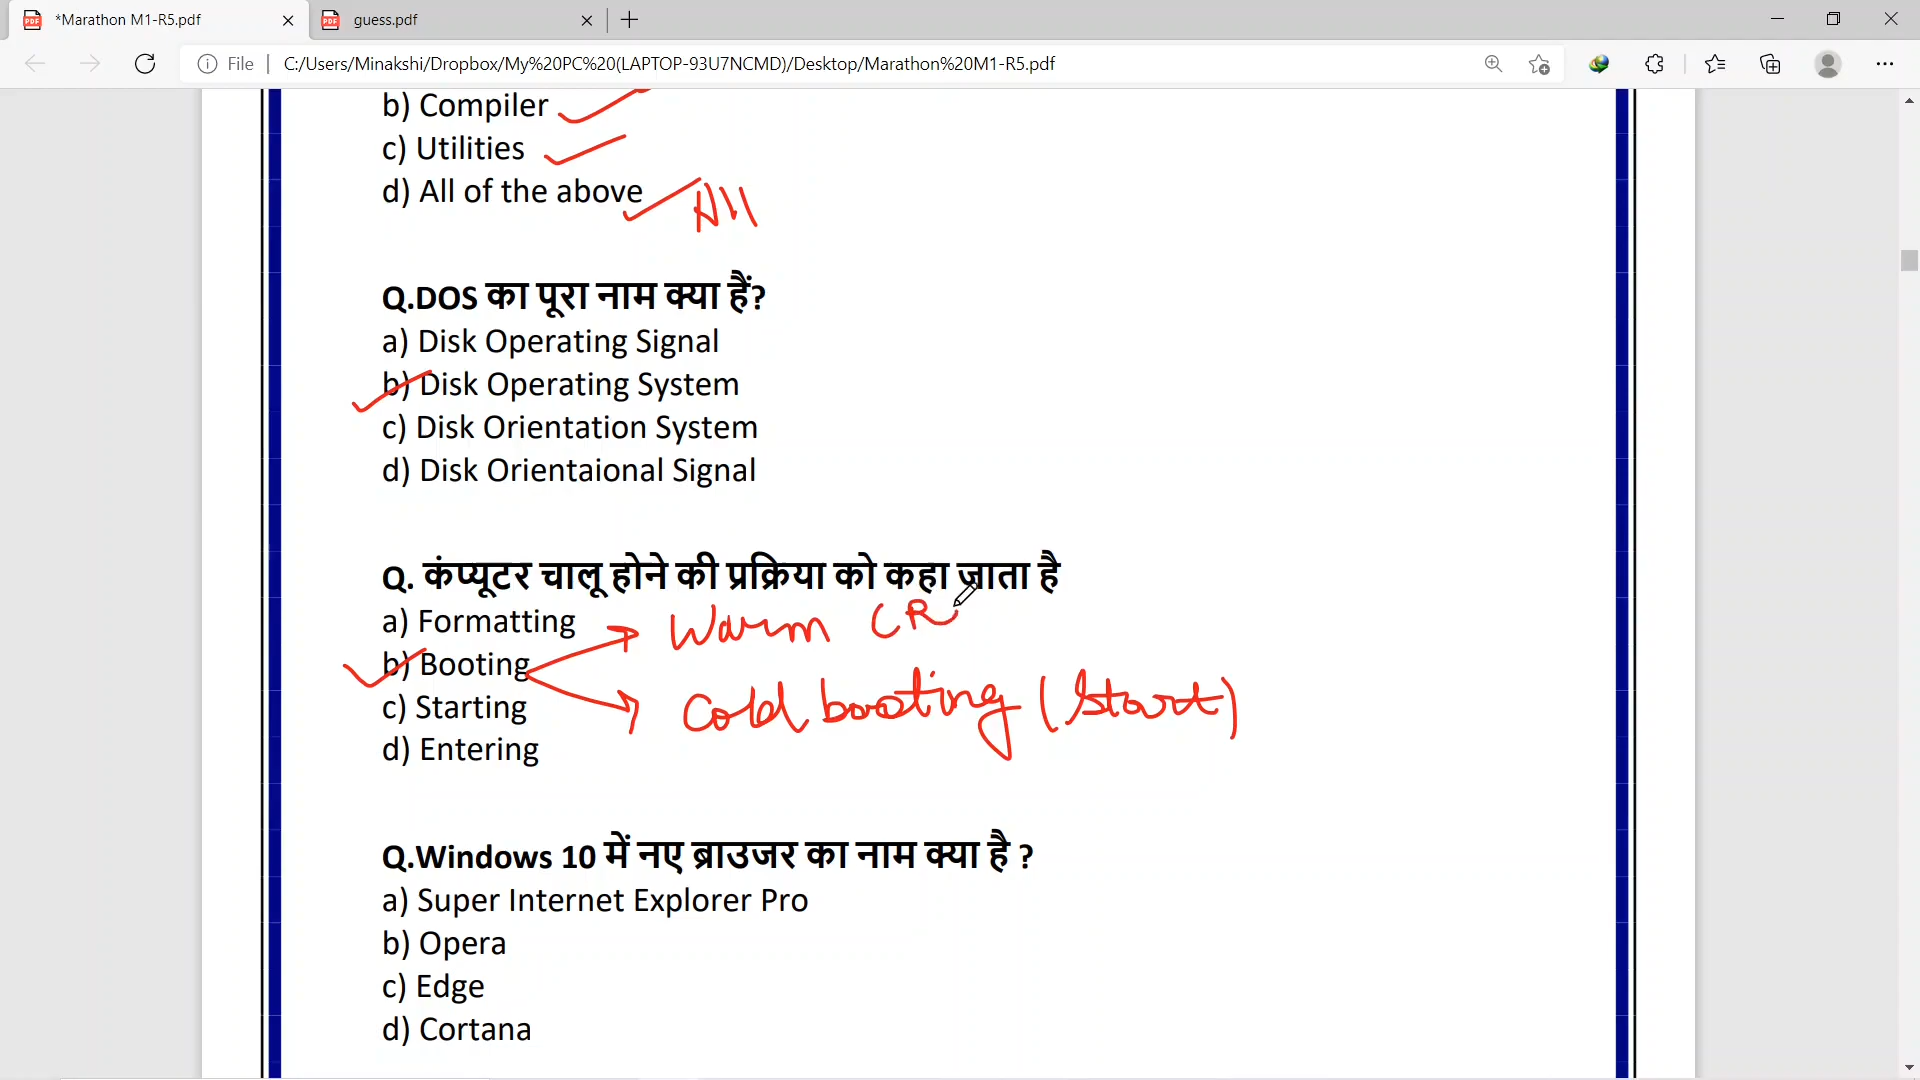 *Marathon M1-R5.pdf
guess.pdf
File
C:/Users/Minakshi/Dropbox/My%20PC%20(LAPTOP-93U7NCMD)/Desktop/Marathon%20M1-R5.pdf
b) Compiler
c) Utilities
d) All of the above
All
Q.DOS का पूरा नाम क्या हैं?
a) Disk Operating Signal
b) Disk Operating System
c) Disk Orientation System
d) Disk Orientaional Signal
Q. कंप्यूटर चालू होने की प्रक्रिया को कहा जाता है
a) Formatting
Warm (R
b) Booting
c) Starting
Cold booting (Start)
d) Entering
Q.Windows 10 में नए ब्राउजर का नाम क्या है ?
a) Super Internet Explorer Pro
b) Opera
c) Edge
d) Cortana